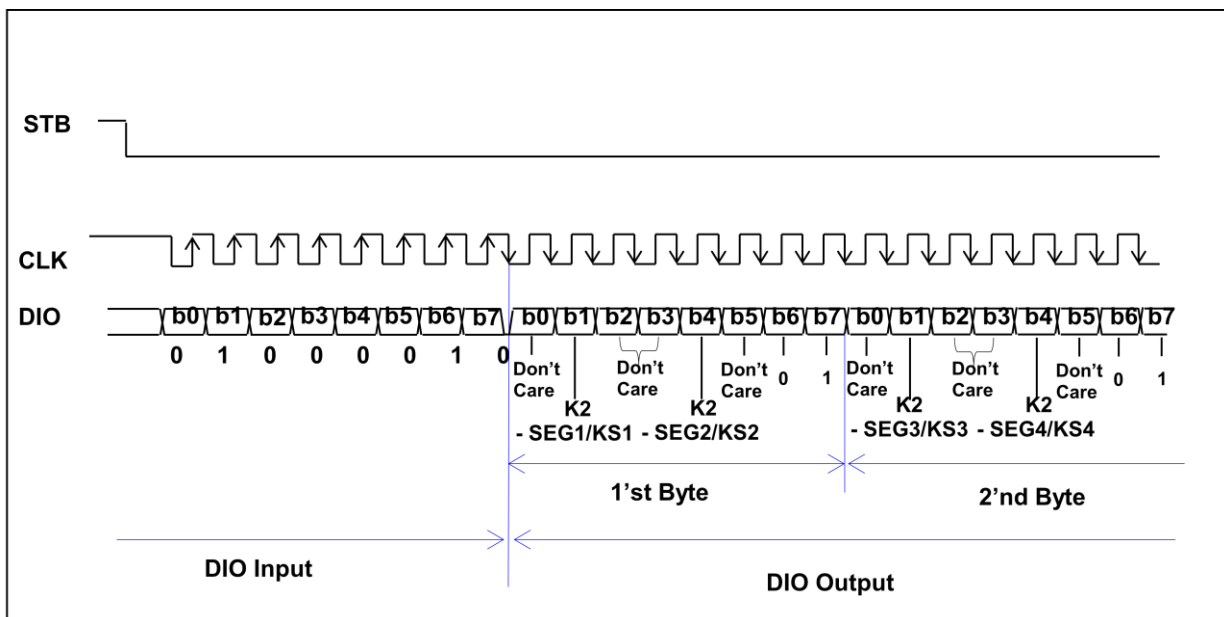 STB
CLK
DIO
b0 b1 b2 b3 b4 b5 b6 b7 b0 b1 b2 b3 b4 b5 b6 b7 b0 b1 b2 b3 b4 b5 b6 b7
0 1 0 0 0 0 1 0
Don't Care
K2
- SEG1/KS1
Don't Care
K2
- SEG2/KS2
Don't Care
0
1
Don't Care
K2
- SEG3/KS3
Don't Care
K2
- SEG4/KS4
Don't Care
0
1
1'st Byte
2'nd Byte
DIO Input
DIO Output